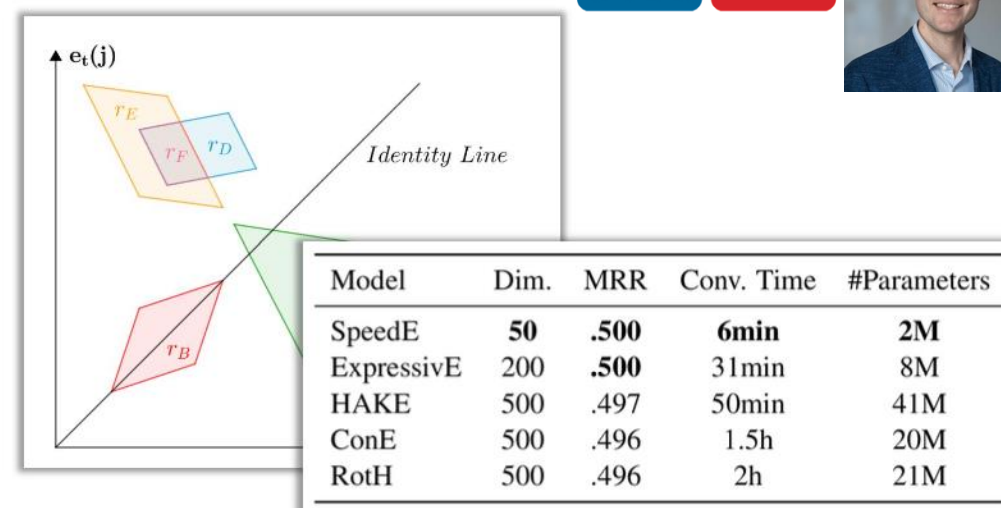 e_t(j)
r_E
r_F
r_D
Identity Line
r_B
Model Dim. MRR Conv. Time #Parameters
SpeedE 50 .500 6min 2M
ExpressivE 200 .500 31min 8M
HAKE 500 .497 50min 41M
ConE 500 .496 1.5h 20M
RotH 500 .496 2h 21M